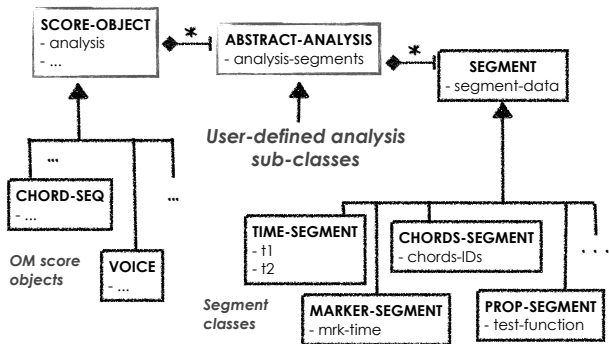 SCORE-OBJECT
- analysis
- ...
*
ABSTRACT-ANALYSIS
- analysis-segments
*
SEGMENT
- segment-data
User-defined analysis
sub-classes
...
CHORD-SEQ
- ...
...
OM score
objects
VOICE
- ...
TIME-SEGMENT
- t1
- t2
CHORDS-SEGMENT
- chords-IDs
. . .
Segment
classes
MARKER-SEGMENT
- mrk-time
PROP-SEGMENT
- test-function